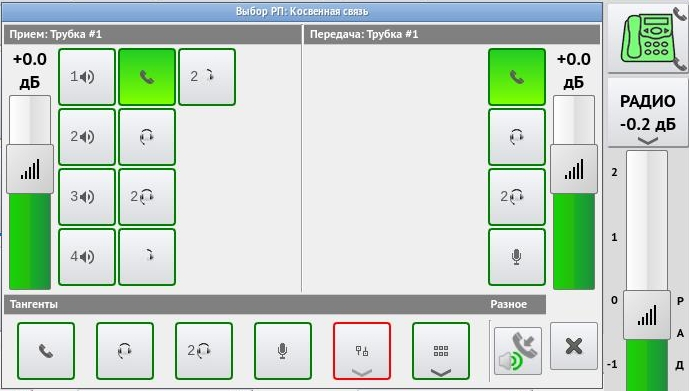 Выбор РП: Косвенная связь
Прием: Трубка #1
Передача: Трубка #1
+0.0
дБ
1
2
2
3
2
4
+0.0
дБ
2
РАДИО
-0.2 дБ
2
1
0
-1
Р
А
Д
Тангенты
Разное
2